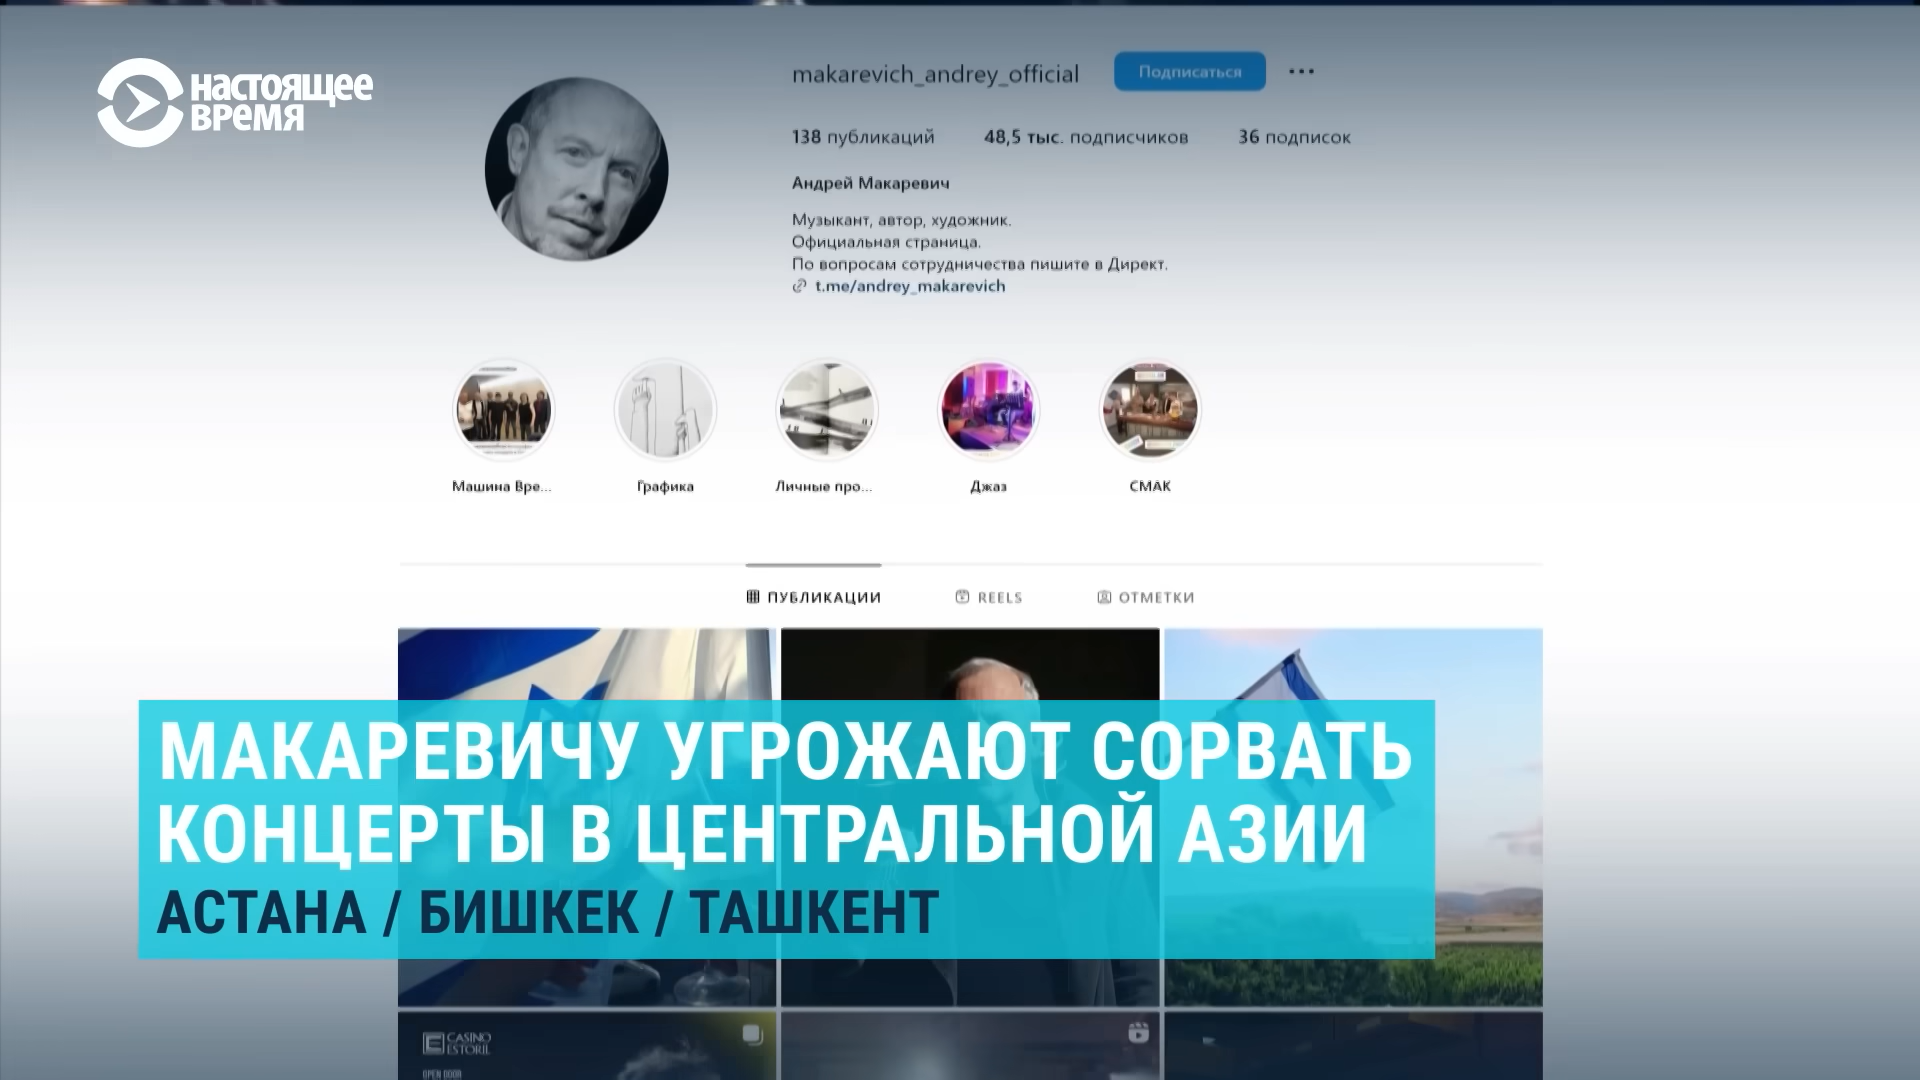 НАСТОЯЩЕЕ
ВРЕМЯ
makarevich_andrey_official
Подписаться
138 публикаций 48,5 тыс. подписчиков 36 подписок
Андрей Макаревич
Музыкант, автор, художник.
Официальная страница.
По вопросам сотрудничества пишите в Директ.
t.me/andrey_makarevich
Машина Вре... Графика Личные про... Джаз СМАК
ПУБЛИКАЦИИ REELS ОТМЕТКИ
МАКАРЕВИЧУ УГРОЖАЮТ СОРВАТЬ
КОНЦЕРТЫ В ЦЕНТРАЛЬНОЙ АЗИИ
АСТАНА / БИШКЕК / ТАШКЕНТ
CASINO
ESTORIL
OPEN DOOR